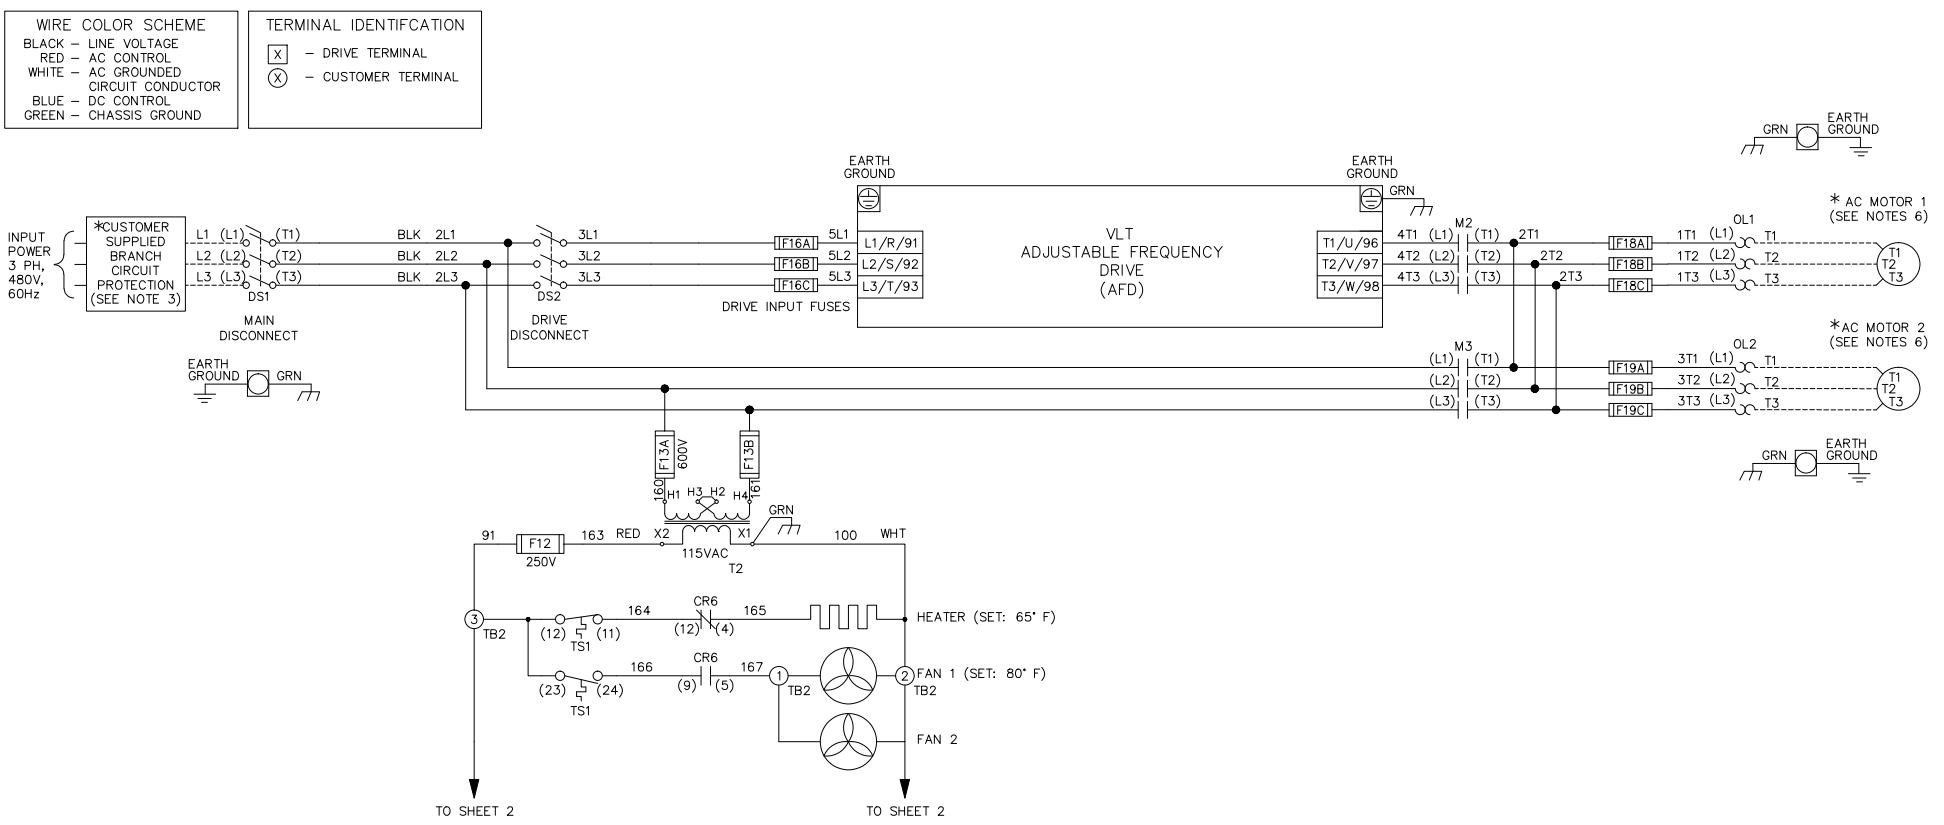 WIRE COLOR SCHEME
BLACK – LINE VOLTAGE
RED – AC CONTROL
WHITE – AC GROUNDED
CIRCUIT CONDUCTOR
BLUE – DC CONTROL
GREEN – CHASSIS GROUND
TERMINAL IDENTIFCATION
X – DRIVE TERMINAL
X – CUSTOMER TERMINAL
INPUT
POWER
3 PH,
480V,
60Hz
*CUSTOMER
SUPPLIED
BRANCH
CIRCUIT
PROTECTION
(SEE NOTE 3)
L1 (L1) (T1) BLK 2L1 3L1 F16A 5L1 L1/R/91
L2 (L2) (T2) BLK 2L2 3L2 F16B 5L2 L2/S/92
L3 (L3) (T3) BLK 2L3 3L3 F16C 5L3 L3/T/93
DS1
MAIN
DISCONNECT
DS2
DRIVE
DISCONNECT
DRIVE INPUT FUSES
EARTH
GROUND
GRN
EARTH
GROUND
VLT
ADJUSTABLE FREQUENCY
DRIVE
(AFD)
EARTH
GROUND
GRN
M2
T1/U/96 4T1 (L1) (T1) 2T1 F18A 1T1 (L1) T1
T2/V/97 4T2 (L2) (T2) 2T2 F18B 1T2 (L2) T2
T3/W/98 4T3 (L3) (T3) 2T3 F18C 1T3 (L3) T3
OL1
GRN
EARTH
GROUND
* AC MOTOR 1
(SEE NOTES 6)
T1
T2
T3
M3
(L1) (T1) F19A 3T1 (L1) T1
(L2) (T2) F19B 3T2 (L2) T2
(L3) (T3) F19C 3T3 (L3) T3
OL2
*AC MOTOR 2
(SEE NOTES 6)
T1
T2
T3
GRN
EARTH
GROUND
F13A
600V
F13B
160
161
H1 H3 H2 H4
GRN
91 F12 163 RED X2 X1 100 WHT
250V
115VAC
T2
3
TB2
164 CR6 165
(12) (11) (12) (4)
TS1
HEATER (SET: 65° F)
166 CR6 167 1 2
(23) (24) (9) (5) TB2 TB2
TS1
FAN 1 (SET: 80° F)
FAN 2
TO SHEET 2
TO SHEET 2